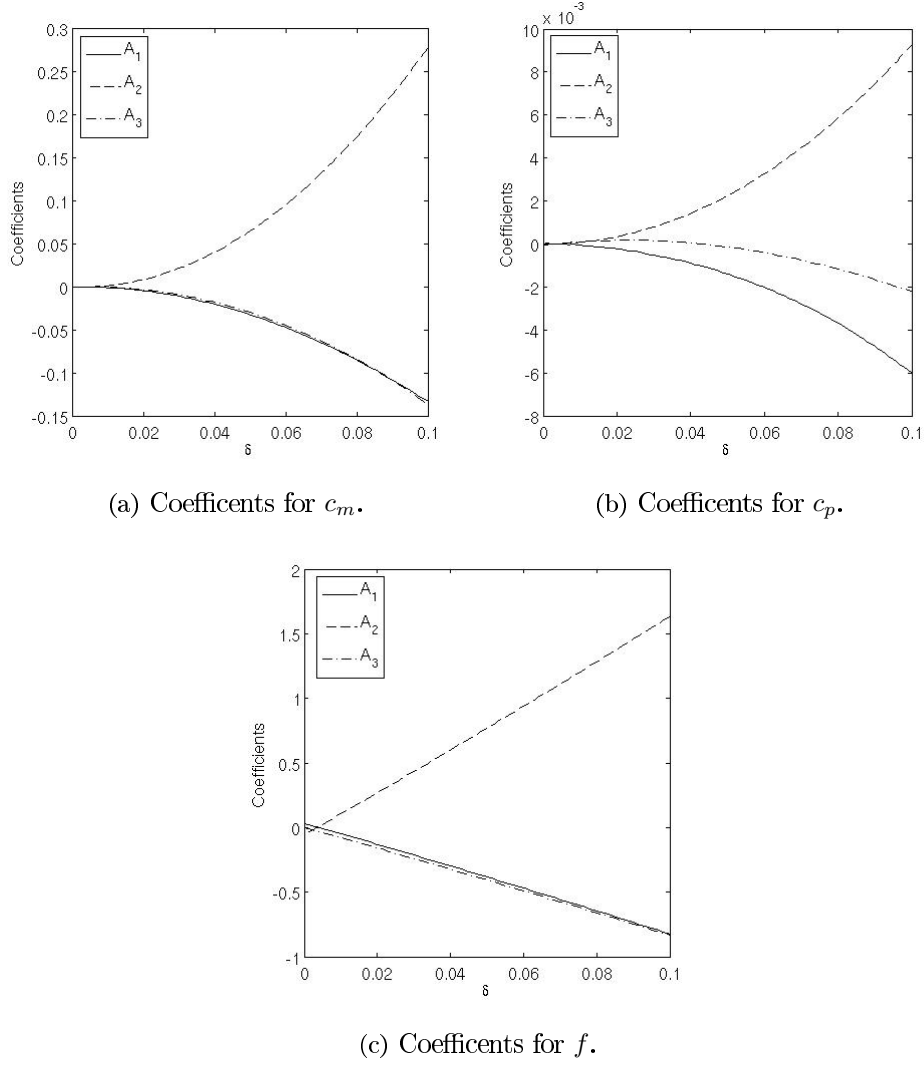 0.3
0.25
0.2
0.15
0.1
0.05
0
-0.05
-0.1
-0.15
0 0.02 0.04 0.06 0.08 0.1
δ
Coefficients
A1
A2
A3
(a) Coefficents for cm.
10 x 10-3
8
6
4
2
0
-2
-4
-6
-8
0 0.02 0.04 0.06 0.08 0.1
δ
Coefficients
A1
A2
A3
(b) Coefficents for cp.
2
1.5
1
0.5
0
-0.5
-1
0 0.02 0.04 0.06 0.08 0.1
δ
Coefficients
A1
A2
A3
(c) Coefficents for f.